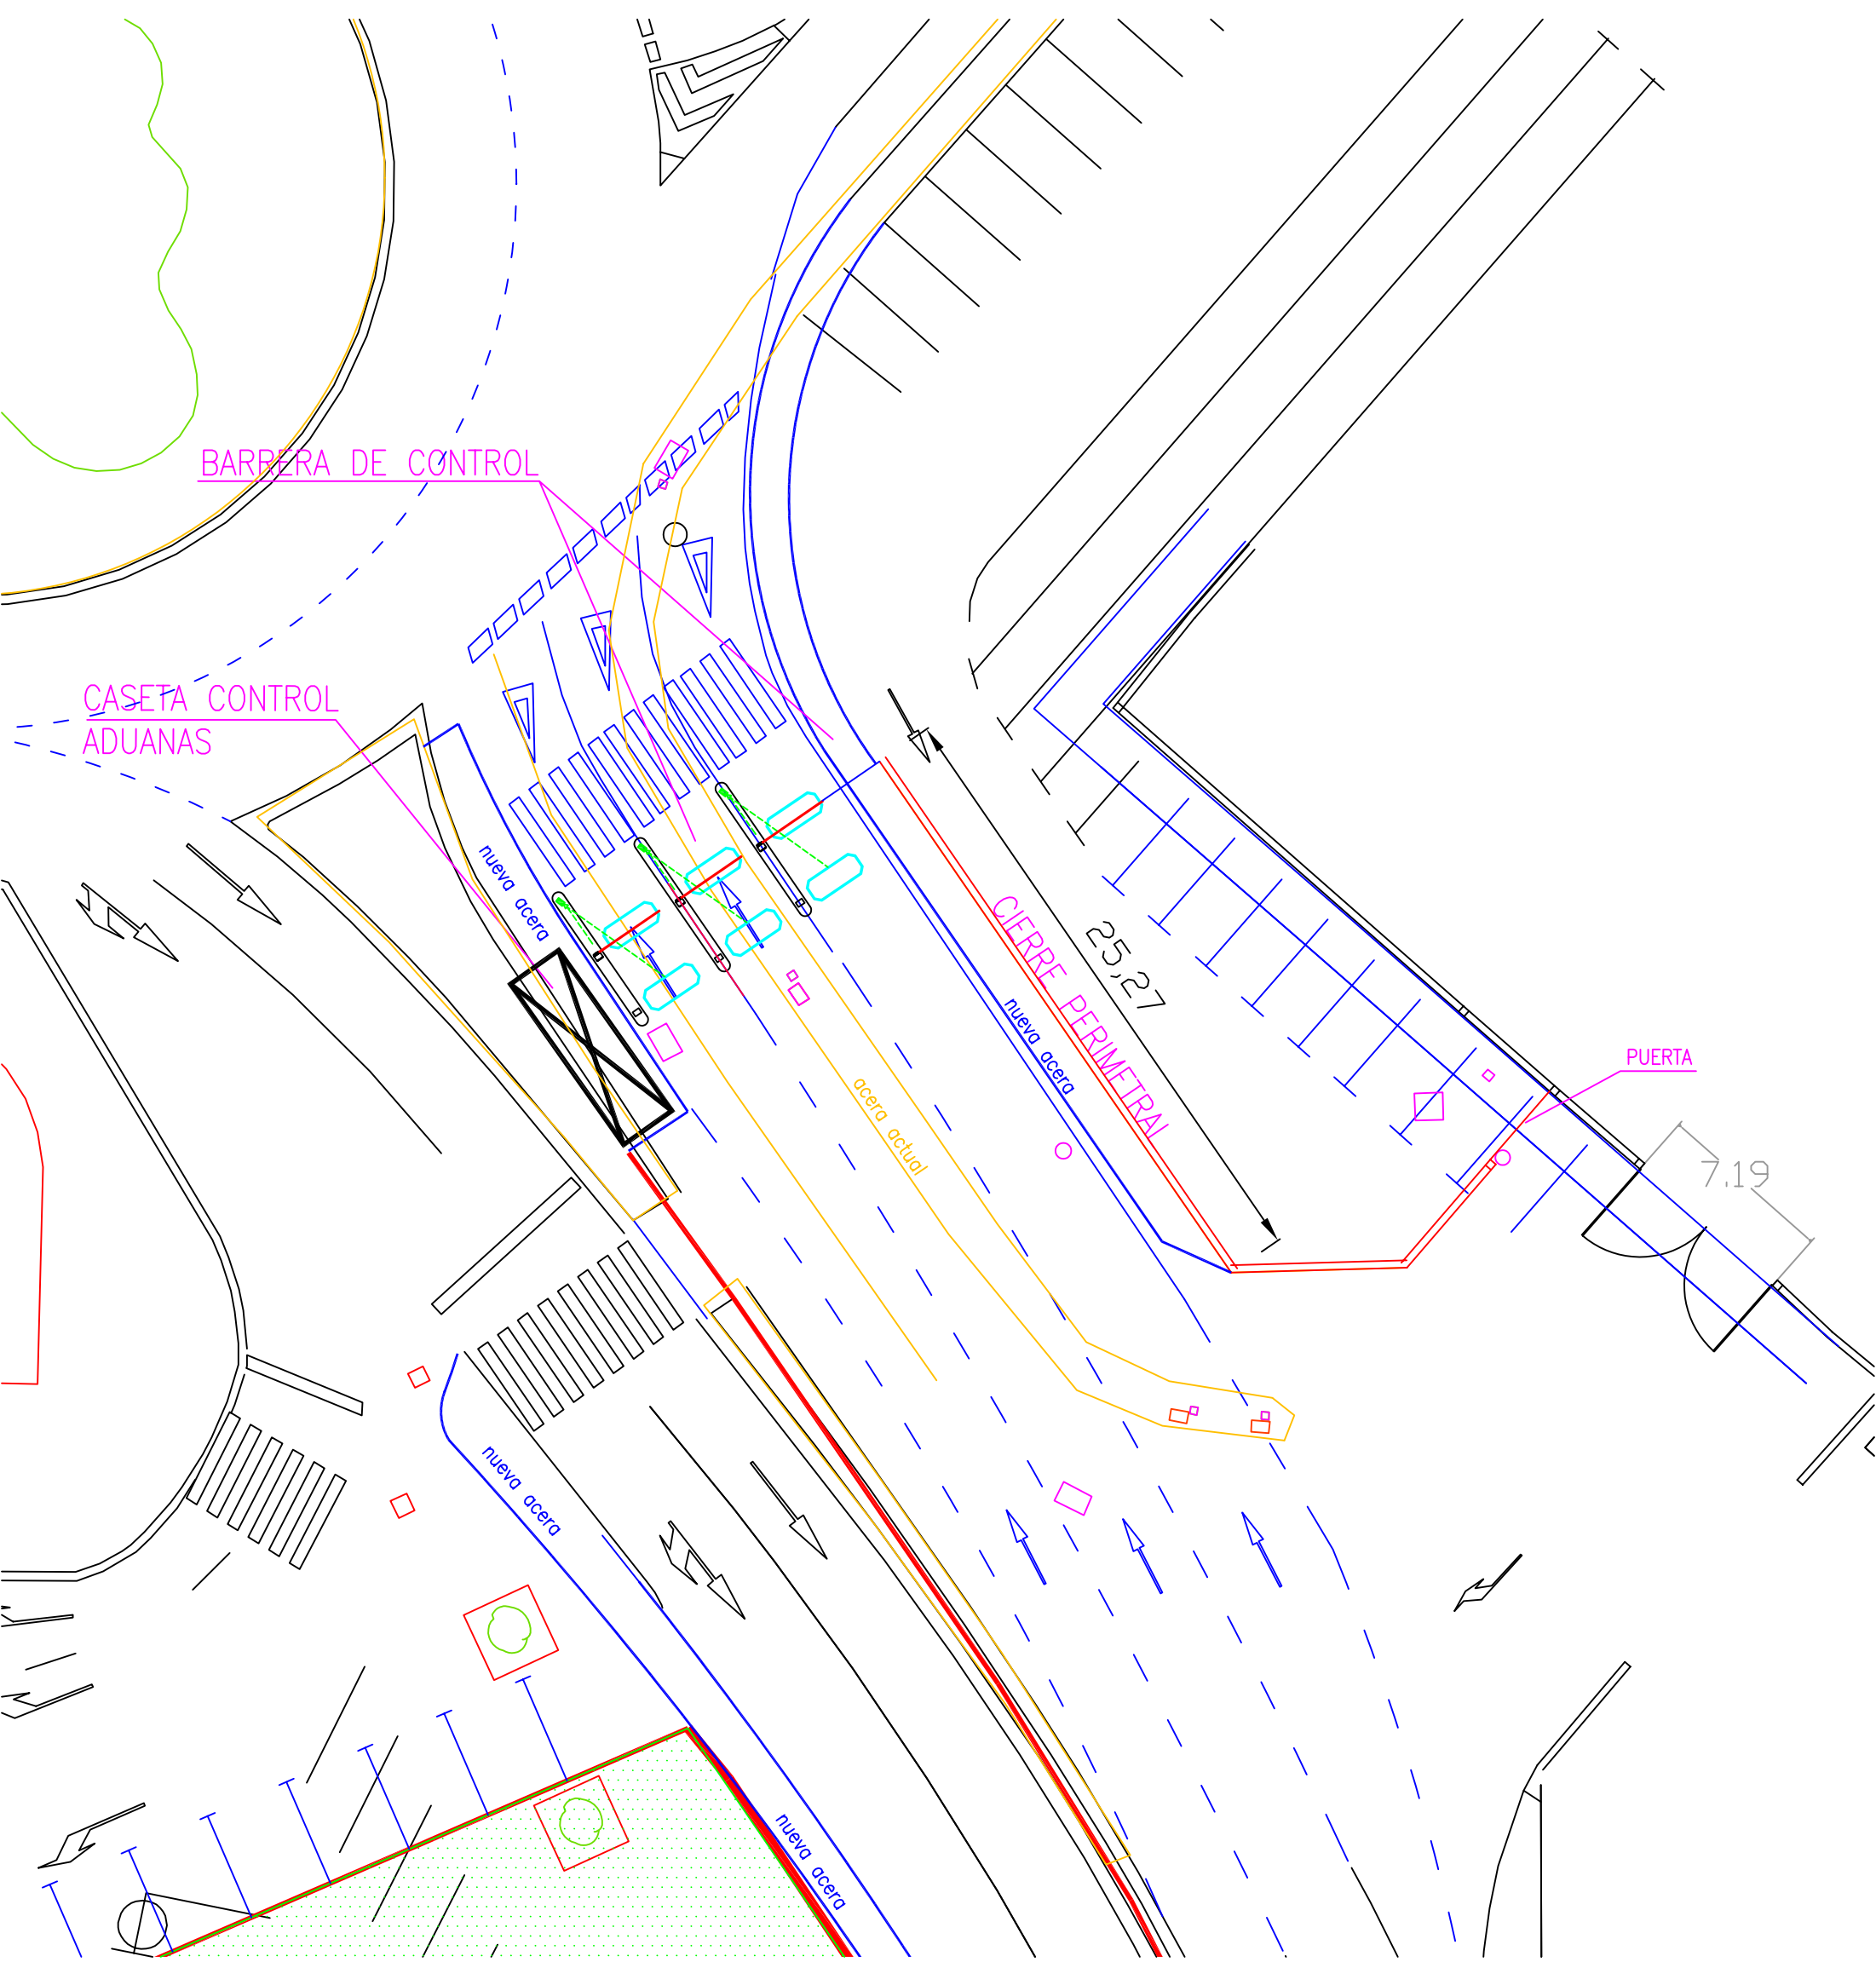 BARRERA DE CONTROL
CASETA CONTROL
ADUANAS
nueva acera
CIERRE PERIMETRAL
25.27
nueva acera
acera actual
PUERTA
7.19
nueva acera
nueva acera